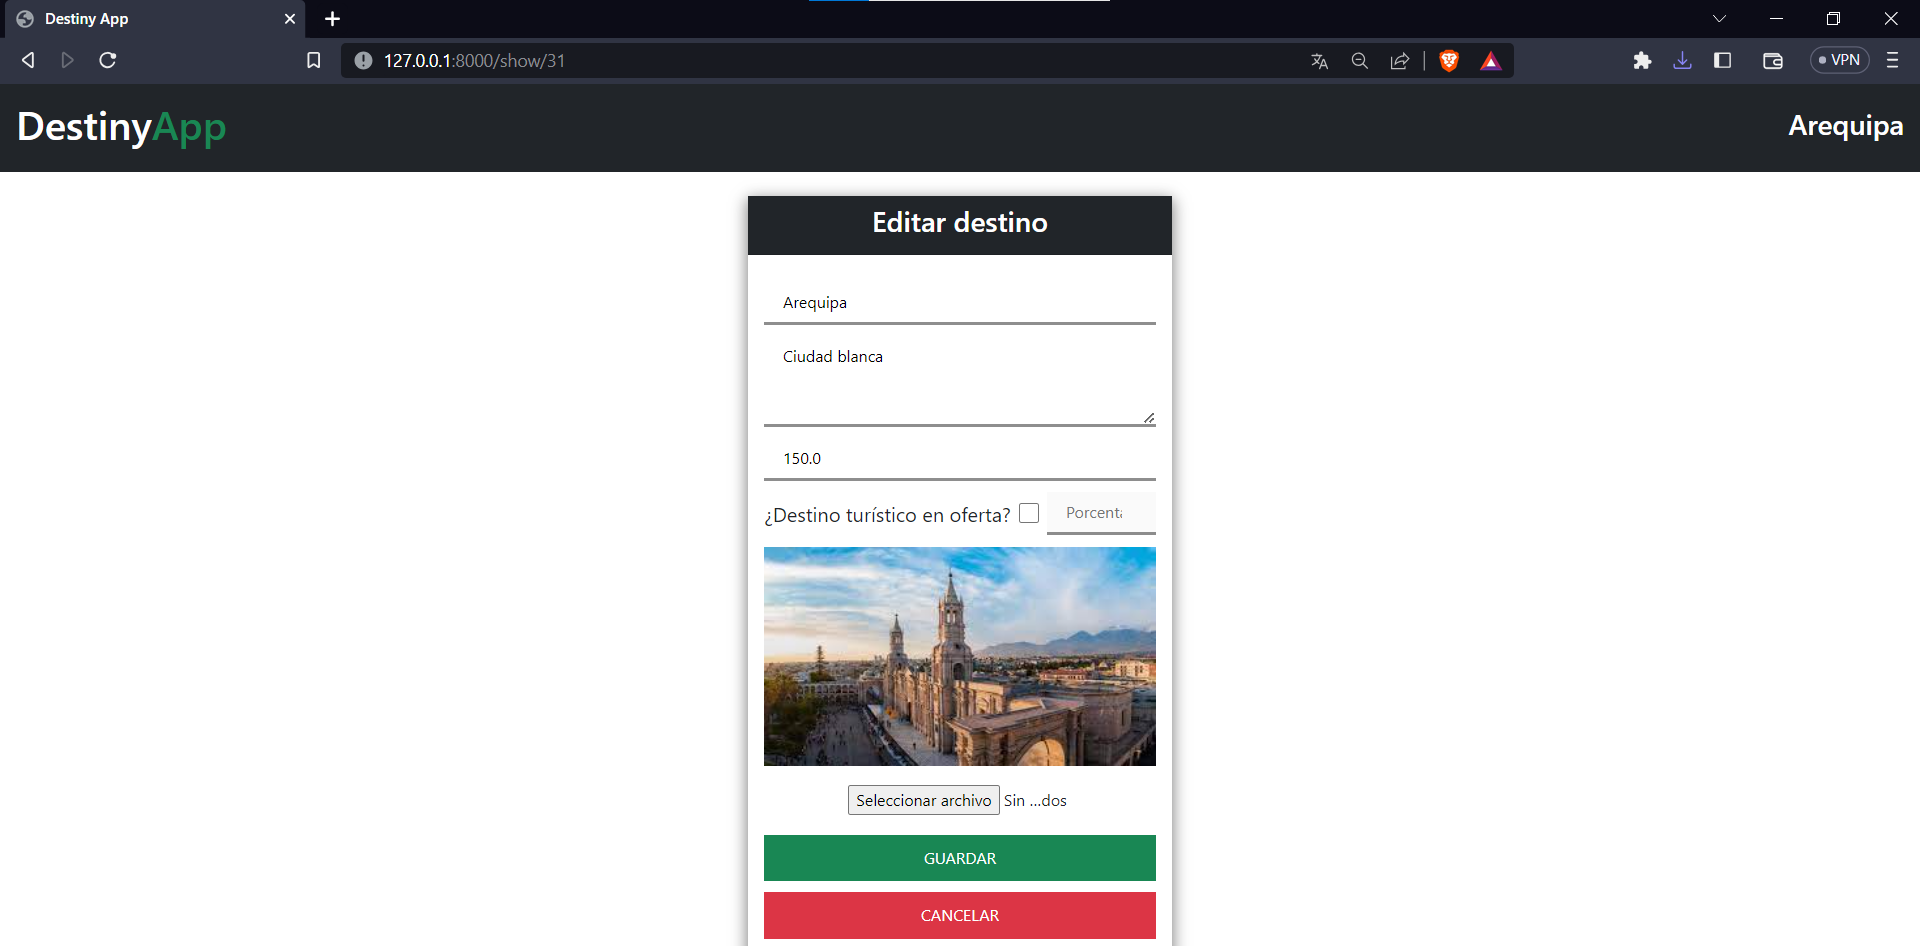 Destiny App
127.0.0.1:8000/show/31
VPN
DestinyApp
Arequipa
Editar destino
Arequipa
Ciudad blanca
150.0
¿Destino turístico en oferta?
Porcenta
Seleccionar archivo Sin ...dos
GUARDAR
CANCELAR